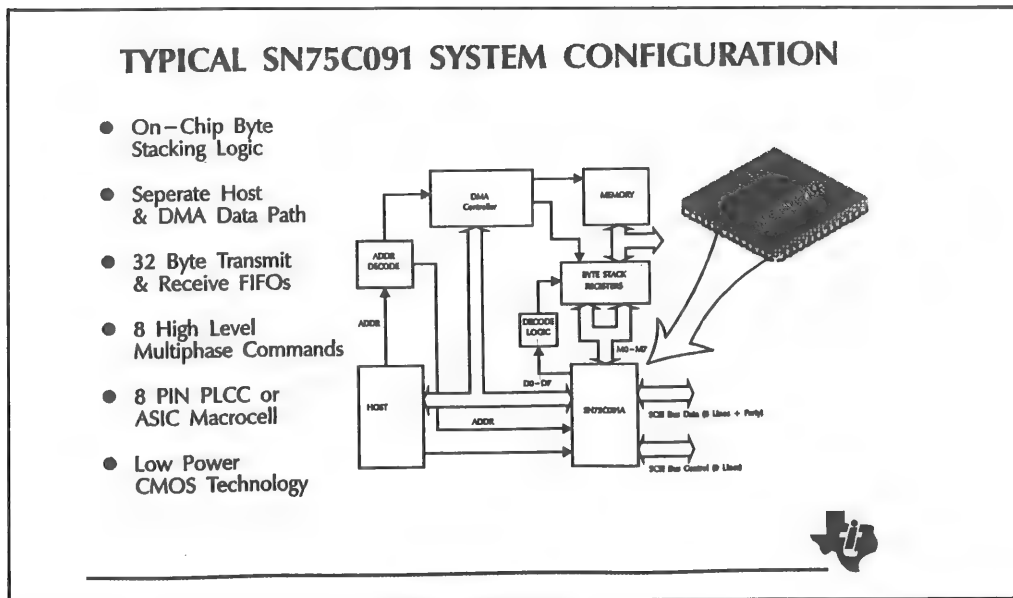 TYPICAL SN75C091 SYSTEM CONFIGURATION
● On-Chip Byte
Stacking Logic
● Seperate Host
& DMA Data Path
● 32 Byte Transmit
& Receive FIFOs
● 8 High Level
Multiphase Commands
● 8 PIN PLCC or
ASIC Macrocell
● Low Power
CMOS Technology
DMA
Controller
MEMORY
ADDR
DECODE
BYTE STACK
REGISTERS
ADDR
DECODE
LOGIC
M0-M7
D0-D7
HOST
SN75C091A
ADDR
SCSI Bus Data (8 Lines + Parity)
SCSI Bus Control (9 Lines)
i